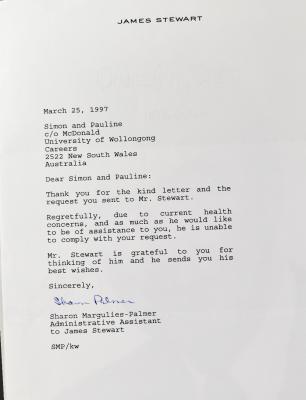 JAMES STEWART
March 25, 1997
Simon and Pauline
c/o McDonald
University of Wollongong
Careers
2522 New South Wales
Australia
Dear Simon and Pauline:
Thank you for the kind letter and the
request you sent to Mr. Stewart.
Regretfully, due to current health
concerns, and as much as he would like
to be of assistance to you, he is unable
to comply with your request.
Mr. Stewart is grateful to you for
thinking of him and he sends you his
best wishes.
Sincerely,
Sharon Palmer
Sharon Margulies-Palmer
Administrative Assistant
to James Stewart
SMP/kw